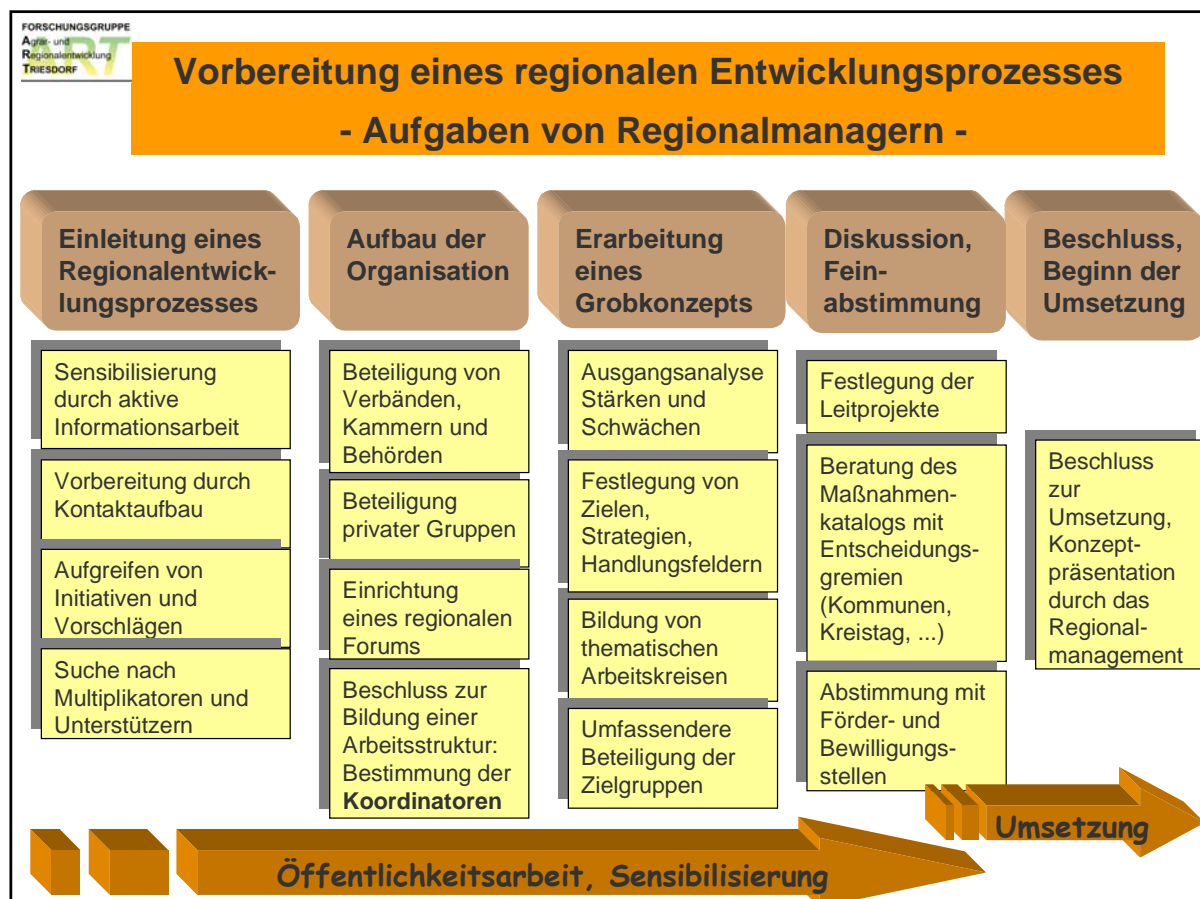 FORSCHUNGSGRUPPE
Agrar- und
Regionalentwicklung
TRIESDORF
ART
Vorbereitung eines regionalen Entwicklungsprozesses
- Aufgaben von Regionalmanagern -
Einleitung eines
Regionalentwick-
lungsprozesses
Sensibilisierung
durch aktive
Informationsarbeit
Vorbereitung durch
Kontaktaufbau
Aufgreifen von
Initiativen und
Vorschlägen
Suche nach
Multiplikatoren und
Unterstützern
Aufbau der
Organisation
Beteiligung von
Verbänden,
Kammern und
Behörden
Beteiligung
privater Gruppen
Einrichtung
eines regionalen
Forums
Beschluss zur
Bildung einer
Arbeitsstruktur:
Bestimmung der
Koordinatoren
Erarbeitung
eines
Grobkonzepts
Ausgangsanalyse
Stärken und
Schwächen
Festlegung von
Zielen,
Strategien,
Handlungsfeldern
Bildung von
thematischen
Arbeitskreisen
Umfassendere
Beteiligung der
Zielgruppen
Diskussion,
Fein-
abstimmung
Festlegung der
Leitprojekte
Beratung des
Maßnahmen-
katalogs mit
Entscheidungs-
gremien
(Kommunen,
Kreistag, ...)
Abstimmung mit
Förder- und
Bewilligungs-
stellen
Beschluss,
Beginn der
Umsetzung
Beschluss
zur
Umsetzung,
Konzept-
präsentation
durch das
Regional-
management
Umsetzung
Öffentlichkeitsarbeit, Sensibilisierung